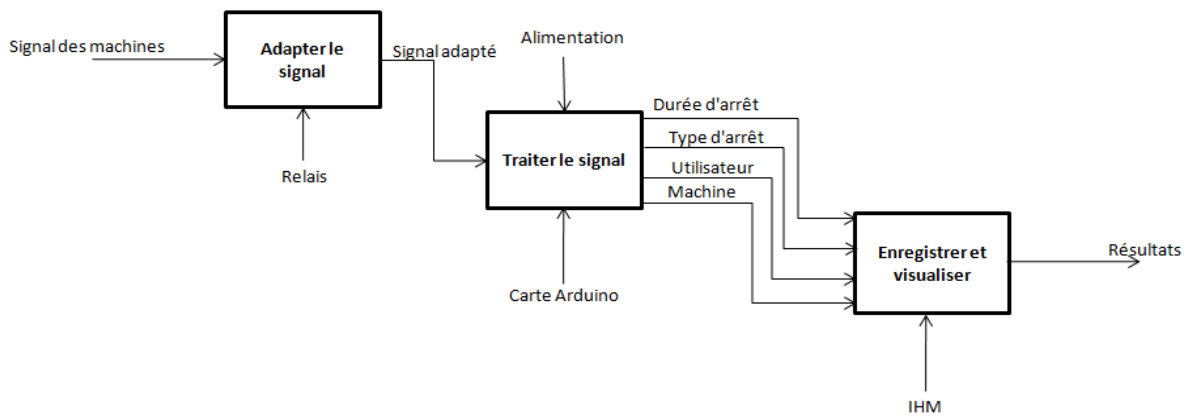 Signal des machines
Adapter le
signal
Signal adapté
Alimentation
Relais
Durée d'arrêt
Type d'arrêt
Traiter le signal
Utilisateur
Machine
Carte Arduino
Enregistrer et
visualiser
Résultats
IHM